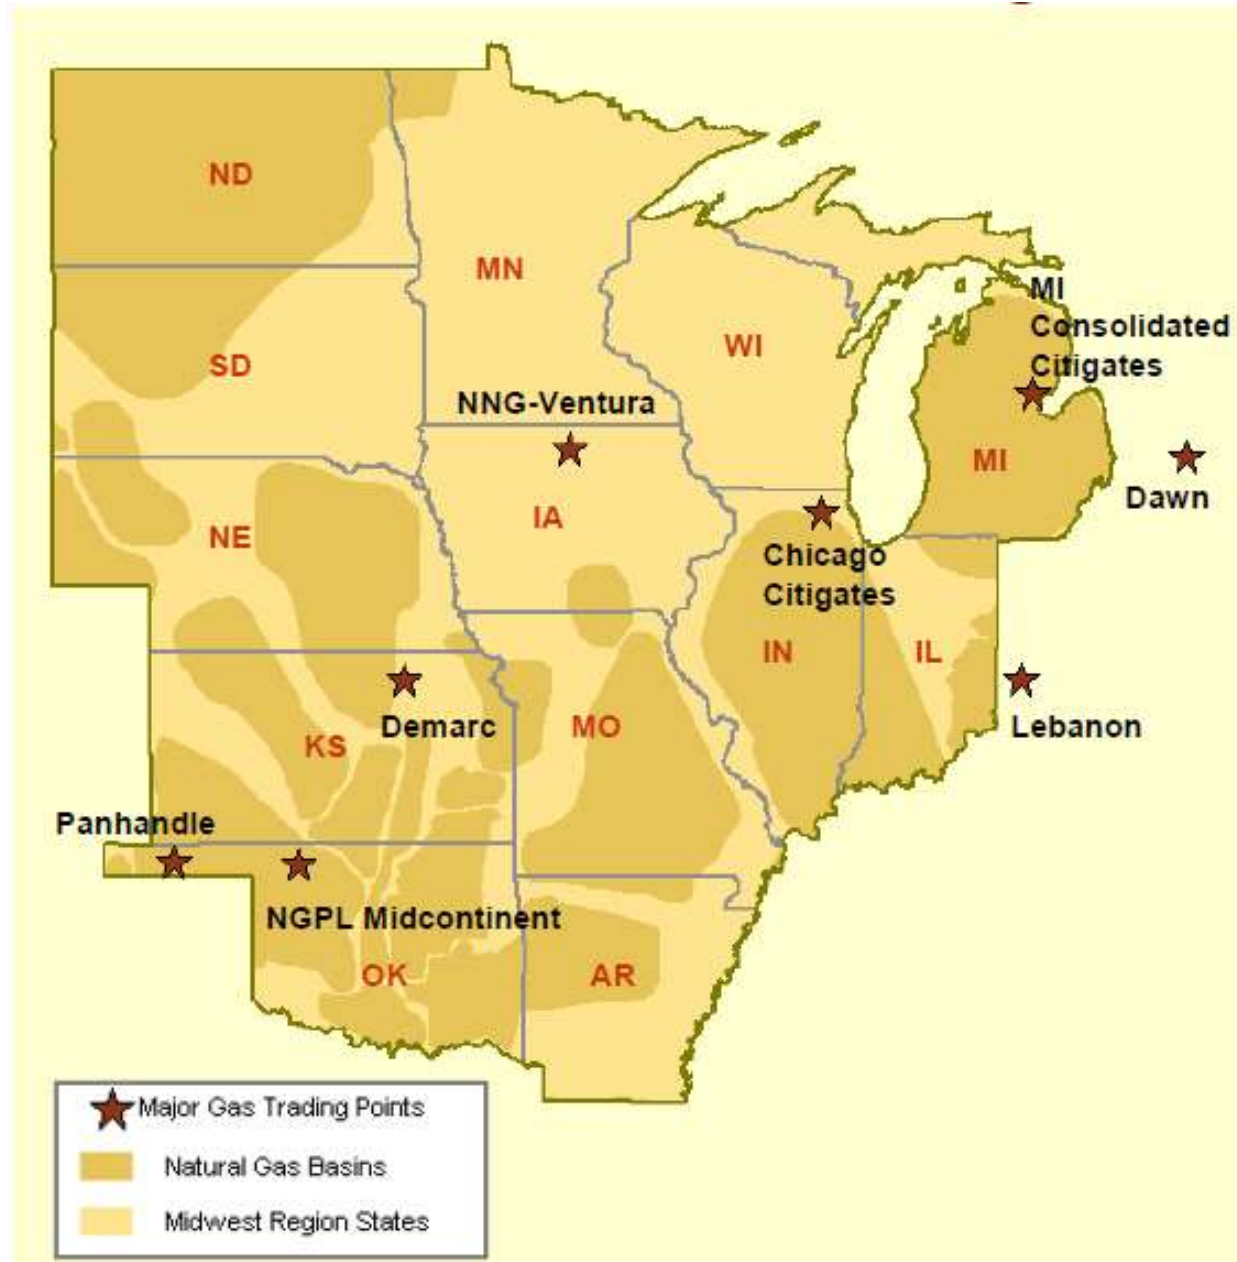 ND
MN
MI
Consolidated
Citigates
WI
SD
NNG-Ventura
MI
Dawn
IA
NE
Chicago
Citigates
IN
IL
Demarc
MO
Lebanon
KS
Panhandle
NGPL Midcontinent
OK
AR
Major Gas Trading Points
Natural Gas Basins
Midwest Region States